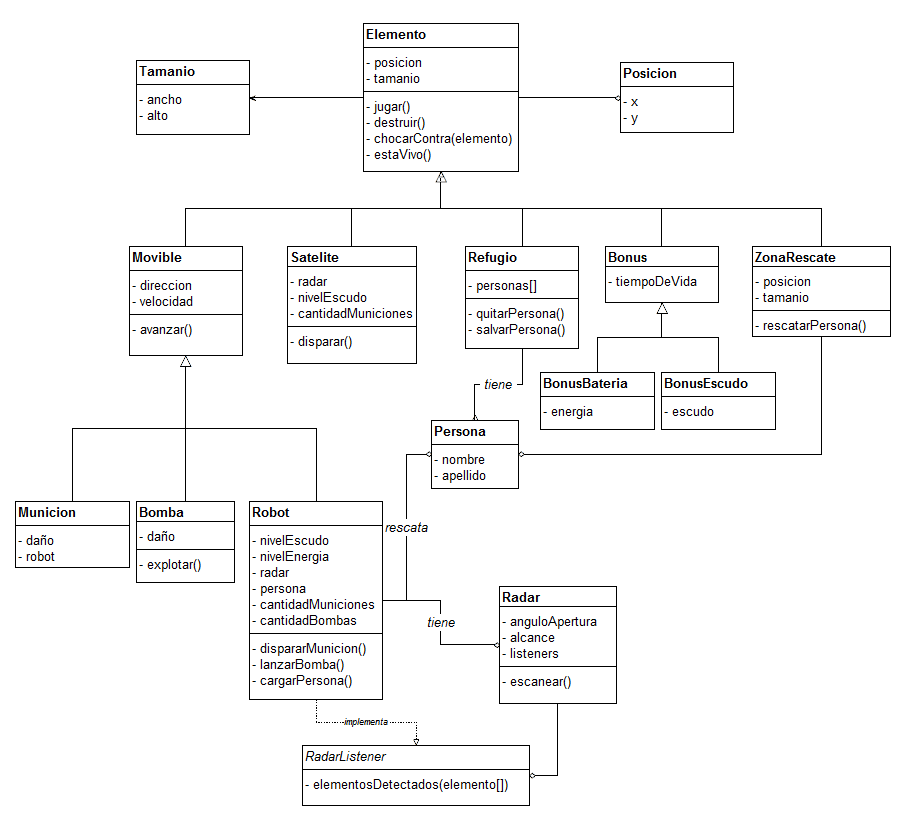 Elemento
- posicion
- tamanio
- jugar()
- destruir()
- chocarContra(elemento)
- estaVivo()
Tamanio
- ancho
- alto
Posicion
- x
- y
Movible
- direccion
- velocidad
- avanzar()
Satelite
- radar
- nivelEscudo
- cantidadMuniciones
- disparar()
Refugio
- personas[]
- quitarPersona()
- salvarPersona()
Bonus
- tiempoDeVida
ZonaRescate
- posicion
- tamanio
- rescatarPersona()
tiene
BonusBateria
- energia
BonusEscudo
- escudo
Persona
- nombre
- apellido
Municion
- daño
- robot
Bomba
- daño
- explotar()
Robot
- nivelEscudo
- nivelEnergia
- radar
- persona
- cantidadMuniciones
- cantidadBombas
- dispararMunicion()
- lanzarBomba()
- cargarPersona()
rescata
tiene
Radar
- anguloApertura
- alcance
- listeners
- escanear()
implementa
RadarListener
- elementosDetectados(elemento[])